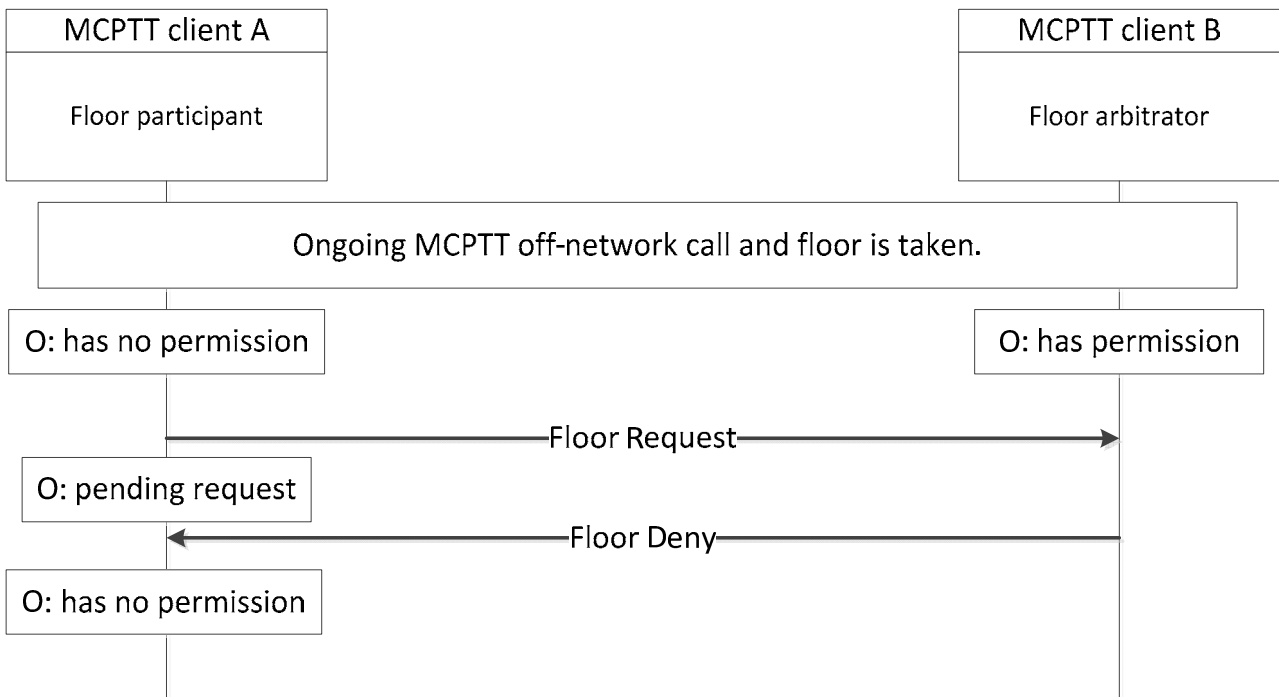 MCPTT client A
MCPTT client B
Floor participant
Floor arbitrator
Ongoing MCPTT off-network call and floor is taken.
O: has no permission
O: has permission
Floor Request
O: pending request
Floor Deny
O: has no permission